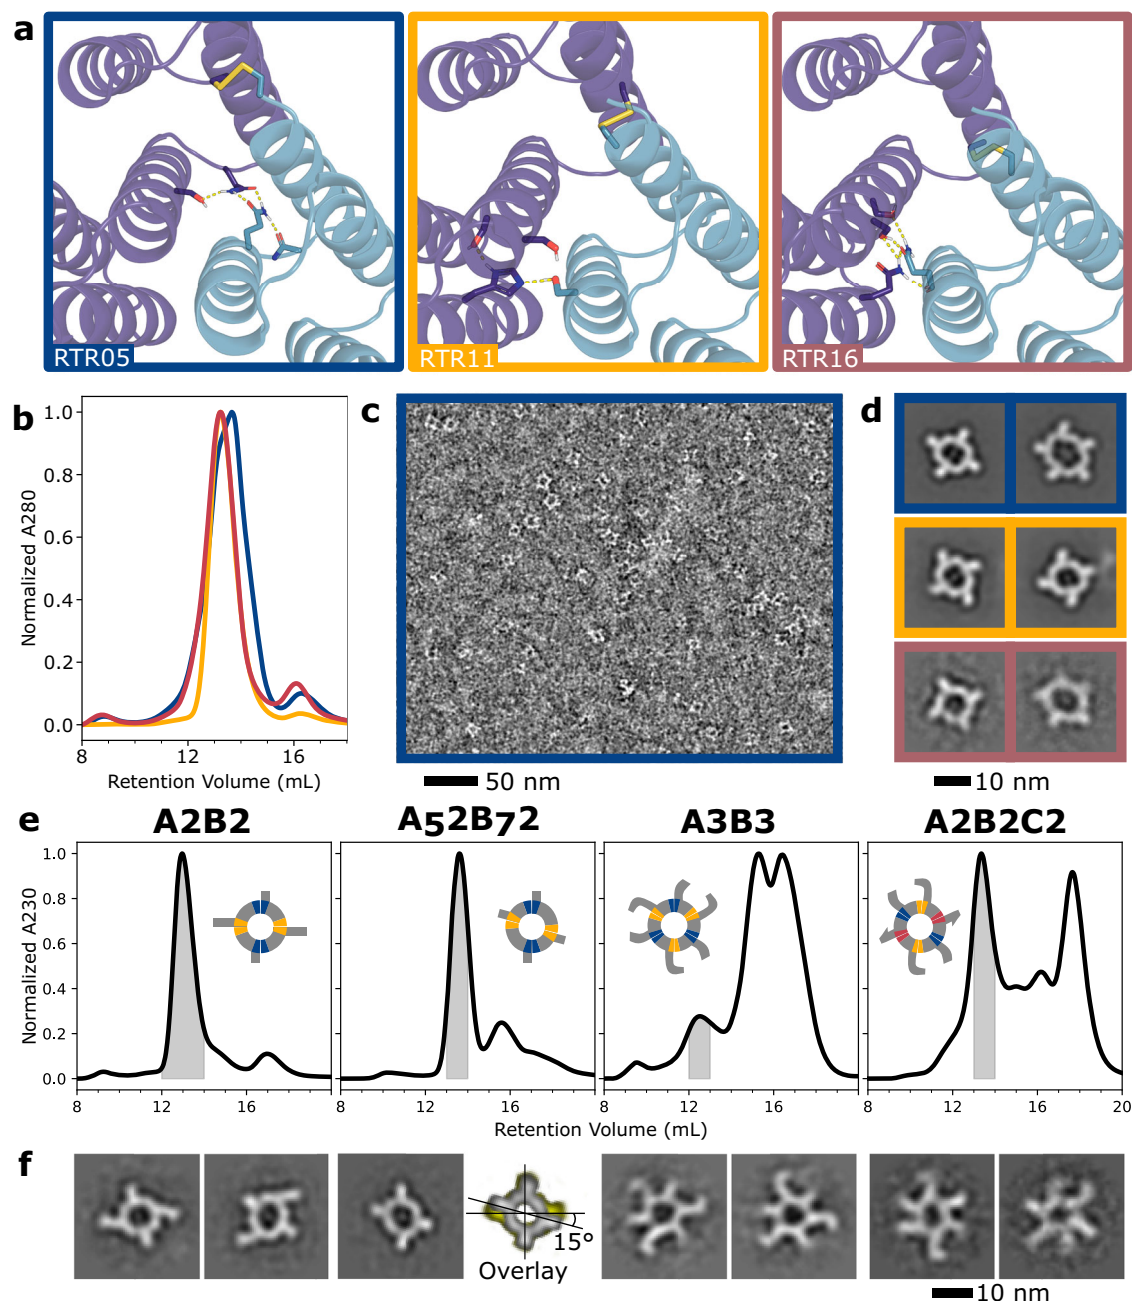 a
RTR05
RTR11
RTR16
b
Normalized A280
1.0
0.8
0.6
0.4
0.2
0.0
8
12
16
Retention Volume (mL)
c
50 nm
d
10 nm
e
A2B2
A52B72
A3B3
A2B2C2
Normalized A230
1.0
0.8
0.6
0.4
0.2
0.0
8 12 16
8 12 16
8 12 16
8 12 16 20
Retention Volume (mL)
f
15°
Overlay
10 nm